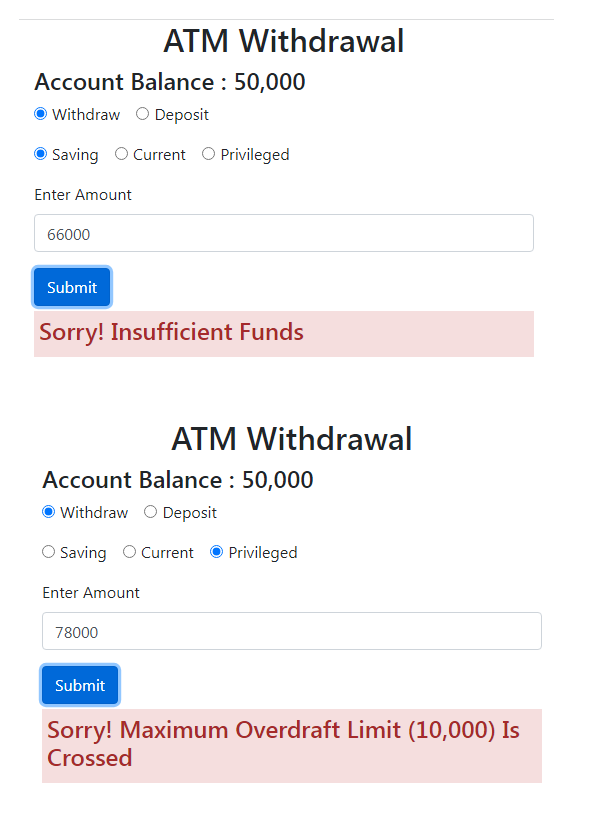 ATM Withdrawal
Account Balance : 50,000
Withdraw Deposit
Saving Current Privileged
Enter Amount
66000
Submit
Sorry! Insufficient Funds
ATM Withdrawal
Account Balance : 50,000
Withdraw Deposit
Saving Current Privileged
Enter Amount
78000
Submit
Sorry! Maximum Overdraft Limit (10,000) Is
Crossed